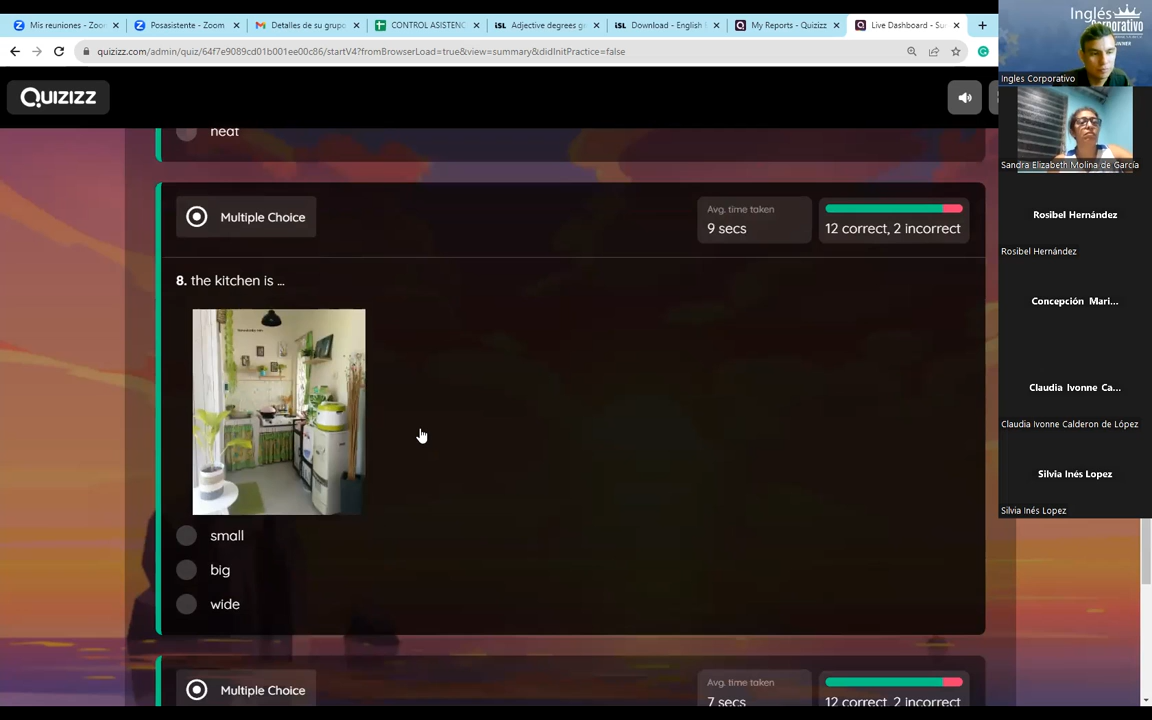 Mis reuniones - Zoo
Posasistente - Zoom
Detalles de su grupo
CONTROL ASISTENC
iSL Adjective degrees g
iSL Download - English
My Reports - Quizizz
Live Dashboard - Su
quizizz.com/admin/quiz/64f7e9089cd01b001ee00c86/startV4?fromBrowserLoad=true&view=summary&didInitPractice=false
Quizizz
neat
Multiple Choice
Avg. time taken
9 secs
12 correct, 2 incorrect
8. the kitchen is ...
small
big
wide
Multiple Choice
Avg. time taken
7 secs
12 correct, 2 incorrect
Inglés
Corporativo
Ingles Corporativo
Sandra Elizabeth Molina de García
Rosibel Hernández
Rosibel Hernández
Concepción Mari...
Claudia Ivonne Ca...
Claudia Ivonne Calderon de López
Silvia Inés Lopez
Silvia Inés Lopez